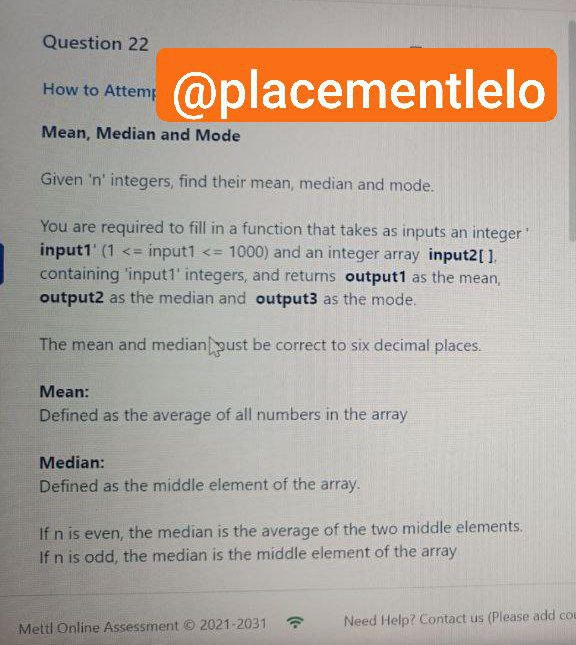 Question 22
How to Attemp
@placementlelo
Mean, Median and Mode
Given 'n' integers, find their mean, median and mode.
You are required to fill in a function that takes as inputs an integer '
input1' (1 <= input1 <= 1000) and an integer array input2[ ],
containing 'input1' integers, and returns output1 as the mean,
output2 as the median and output3 as the mode.
The mean and median ust be correct to six decimal places.
Mean:
Defined as the average of all numbers in the array
Median:
Defined as the middle element of the array.
If n is even, the median is the average of the two middle elements.
If n is odd, the median is the middle element of the array
Mettl Online Assessment © 2021-2031
Need Help? Contact us (Please add cou